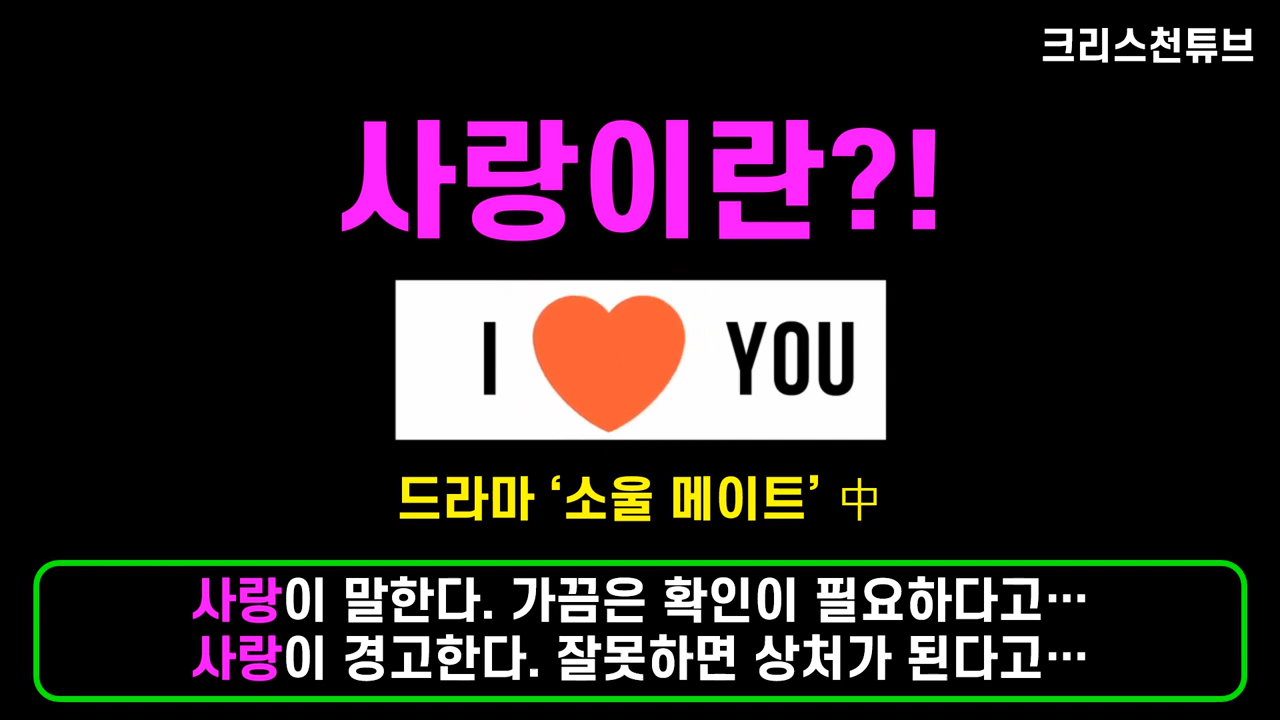 크리스천튜브
사랑이란?!
I ♥ YOU
드라마 ‘소울 메이트’ 中
사랑이 말한다. 가끔은 확인이 필요하다고…
사랑이 경고한다. 잘못하면 상처가 된다고…